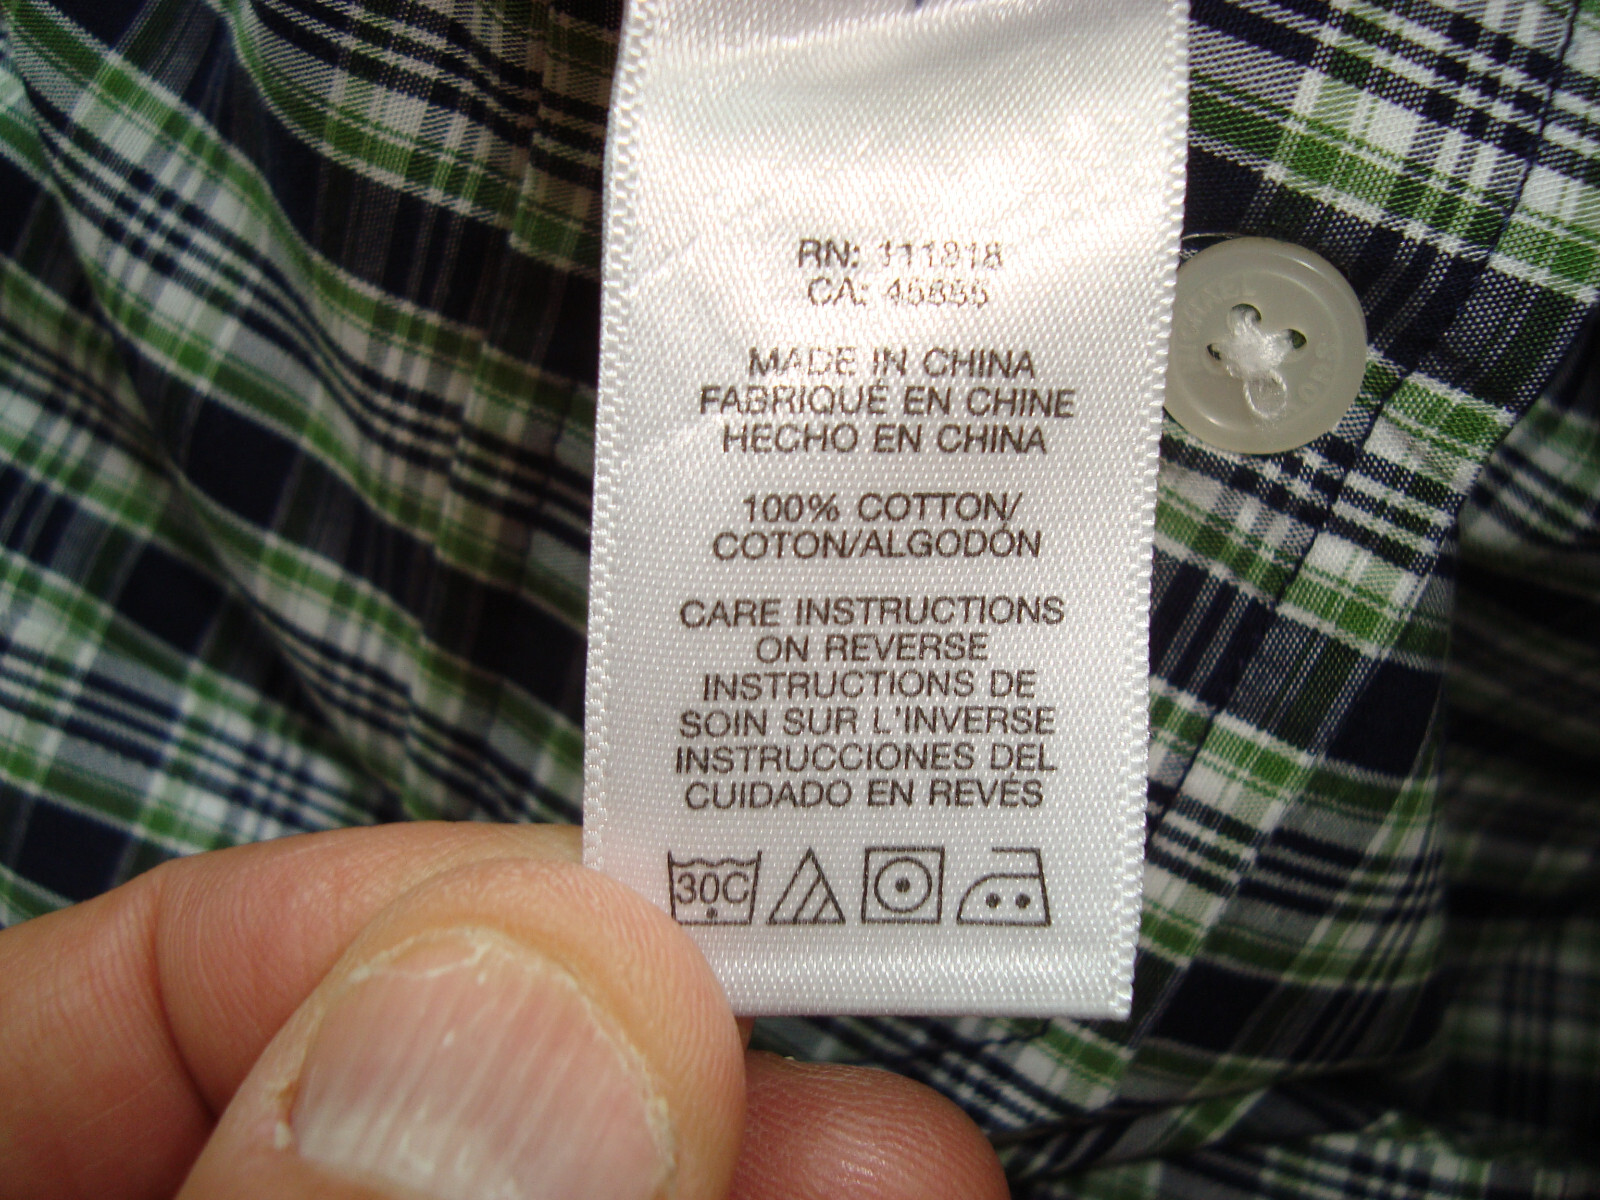 RN: 111818
CA: 45855
MADE IN CHINA
FABRIQUÉ EN CHINE
HECHO EN CHINA
100% COTTON/
COTON/ALGODÓN
CARE INSTRUCTIONS
ON REVERSE
INSTRUCTIONS DE
SOIN SUR L'INVERSE
INSTRUCCIONES DEL
CUIDADO EN REVÉS
30C